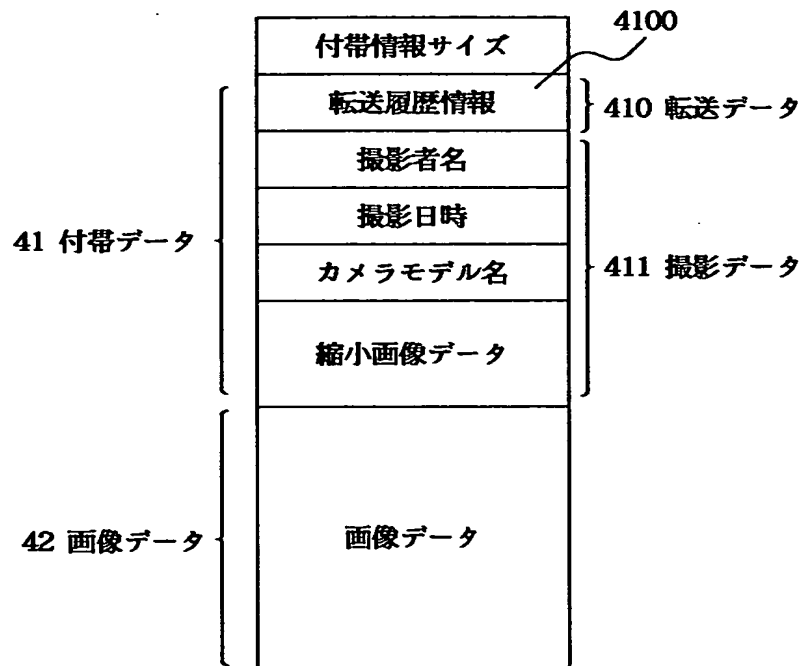 4100
付帯情報サイズ
転送履歴情報
410 転送データ
撮影者名
撮影日時
41 付帯データ
カメラモデル名
411 撮影データ
縮小画像データ
42 画像データ
画像データ